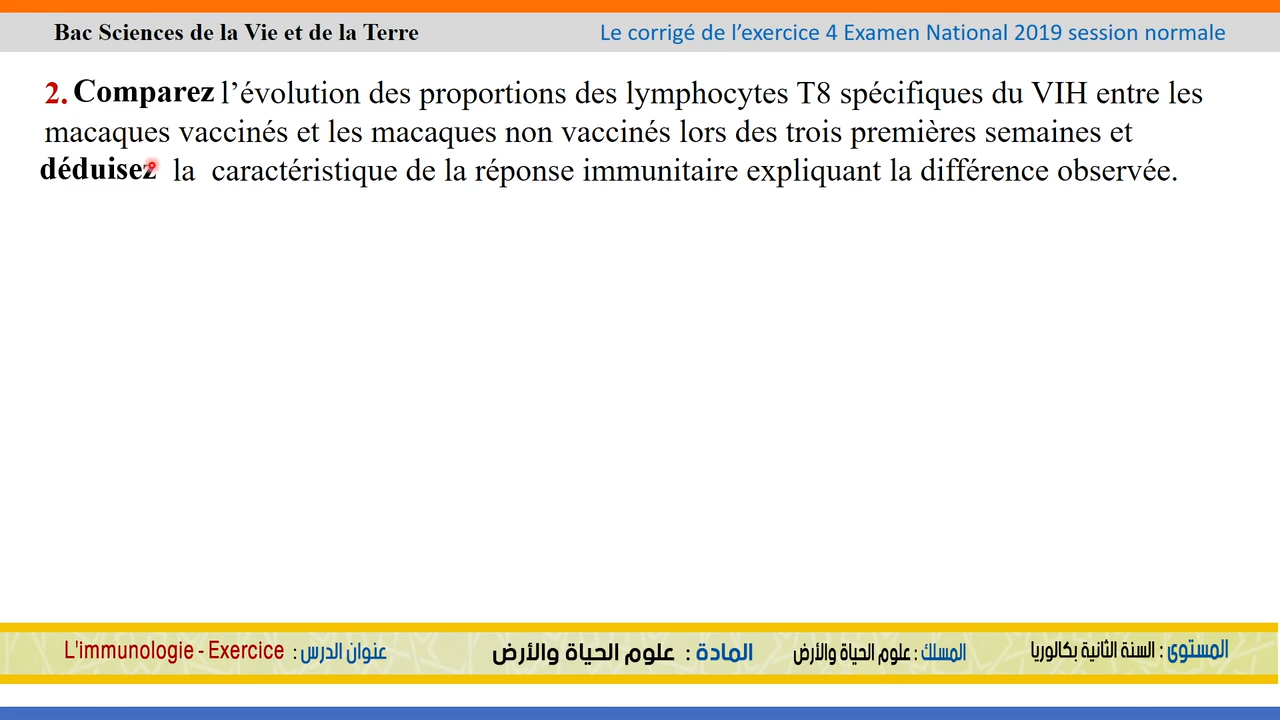 Bac Sciences de la Vie et de la Terre
Le corrigé de l’exercice 4 Examen National 2019 session normale
2. Comparez l’évolution des proportions des lymphocytes T8 spécifiques du VIH entre les
macaques vaccinés et les macaques non vaccinés lors des trois premières semaines et
déduisez la caractéristique de la réponse immunitaire expliquant la différence observée.
المستوى : السنة الثانية بكالوريا
المسلك : علوم الحياة والأرض
المادة : علوم الحياة والأرض
عنوان الدرس : L'immunologie - Exercice